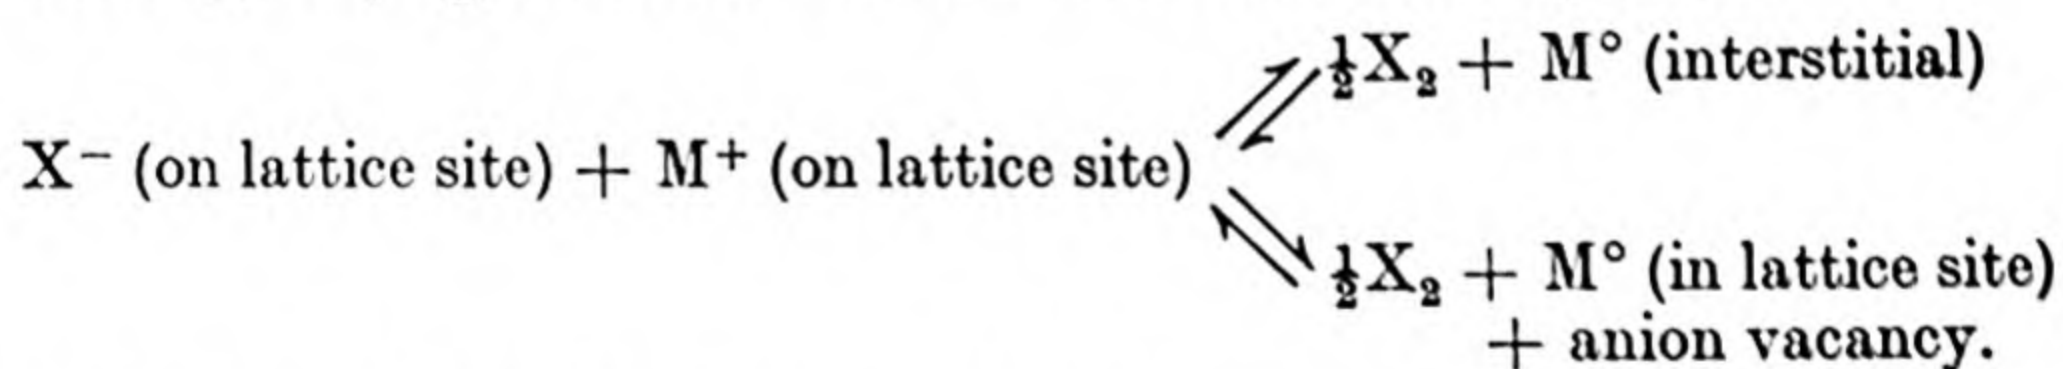 ½X₂ + M° (interstitial)
X⁻ (on lattice site) + M⁺ (on lattice site)
½X₂ + M° (in lattice site)
+ anion vacancy.